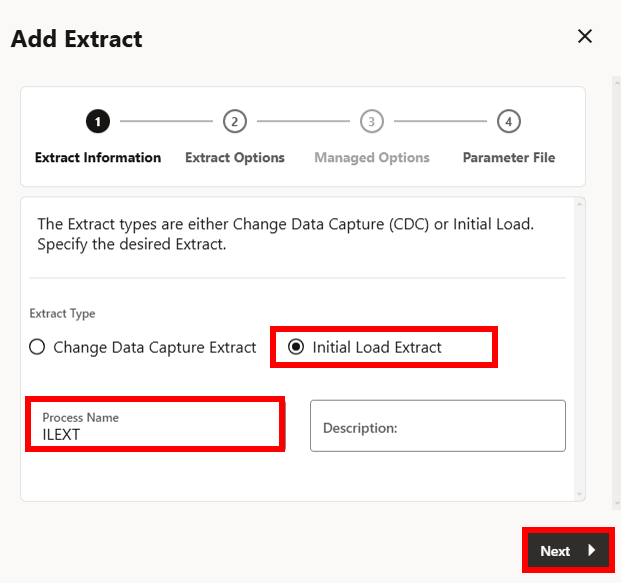 Add Extract
1 2 3 4
Extract Information Extract Options Managed Options Parameter File
The Extract types are either Change Data Capture (CDC) or Initial Load.
Specify the desired Extract.
Extract Type
Change Data Capture Extract Initial Load Extract
Process Name
ILEXT
Description:
Next